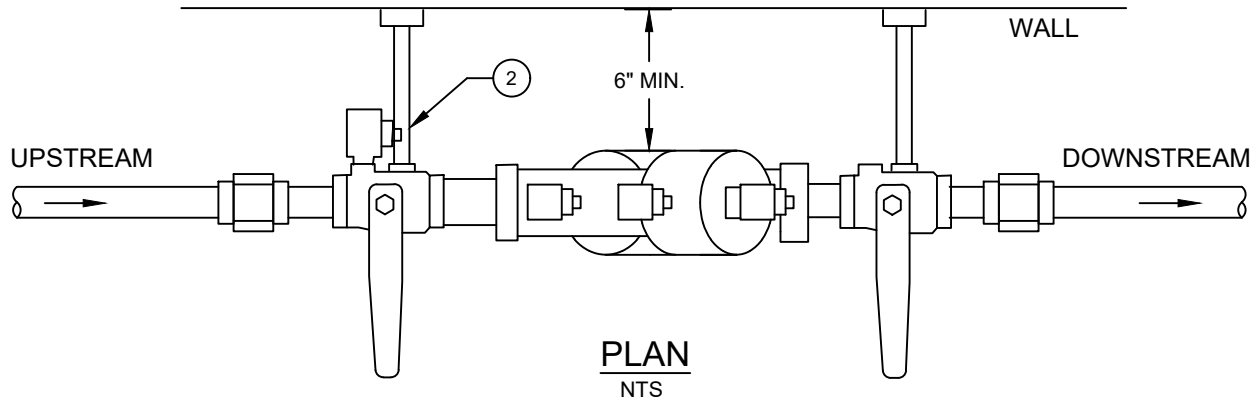 WALL
2
6" MIN.
UPSTREAM
DOWNSTREAM
PLAN
NTS